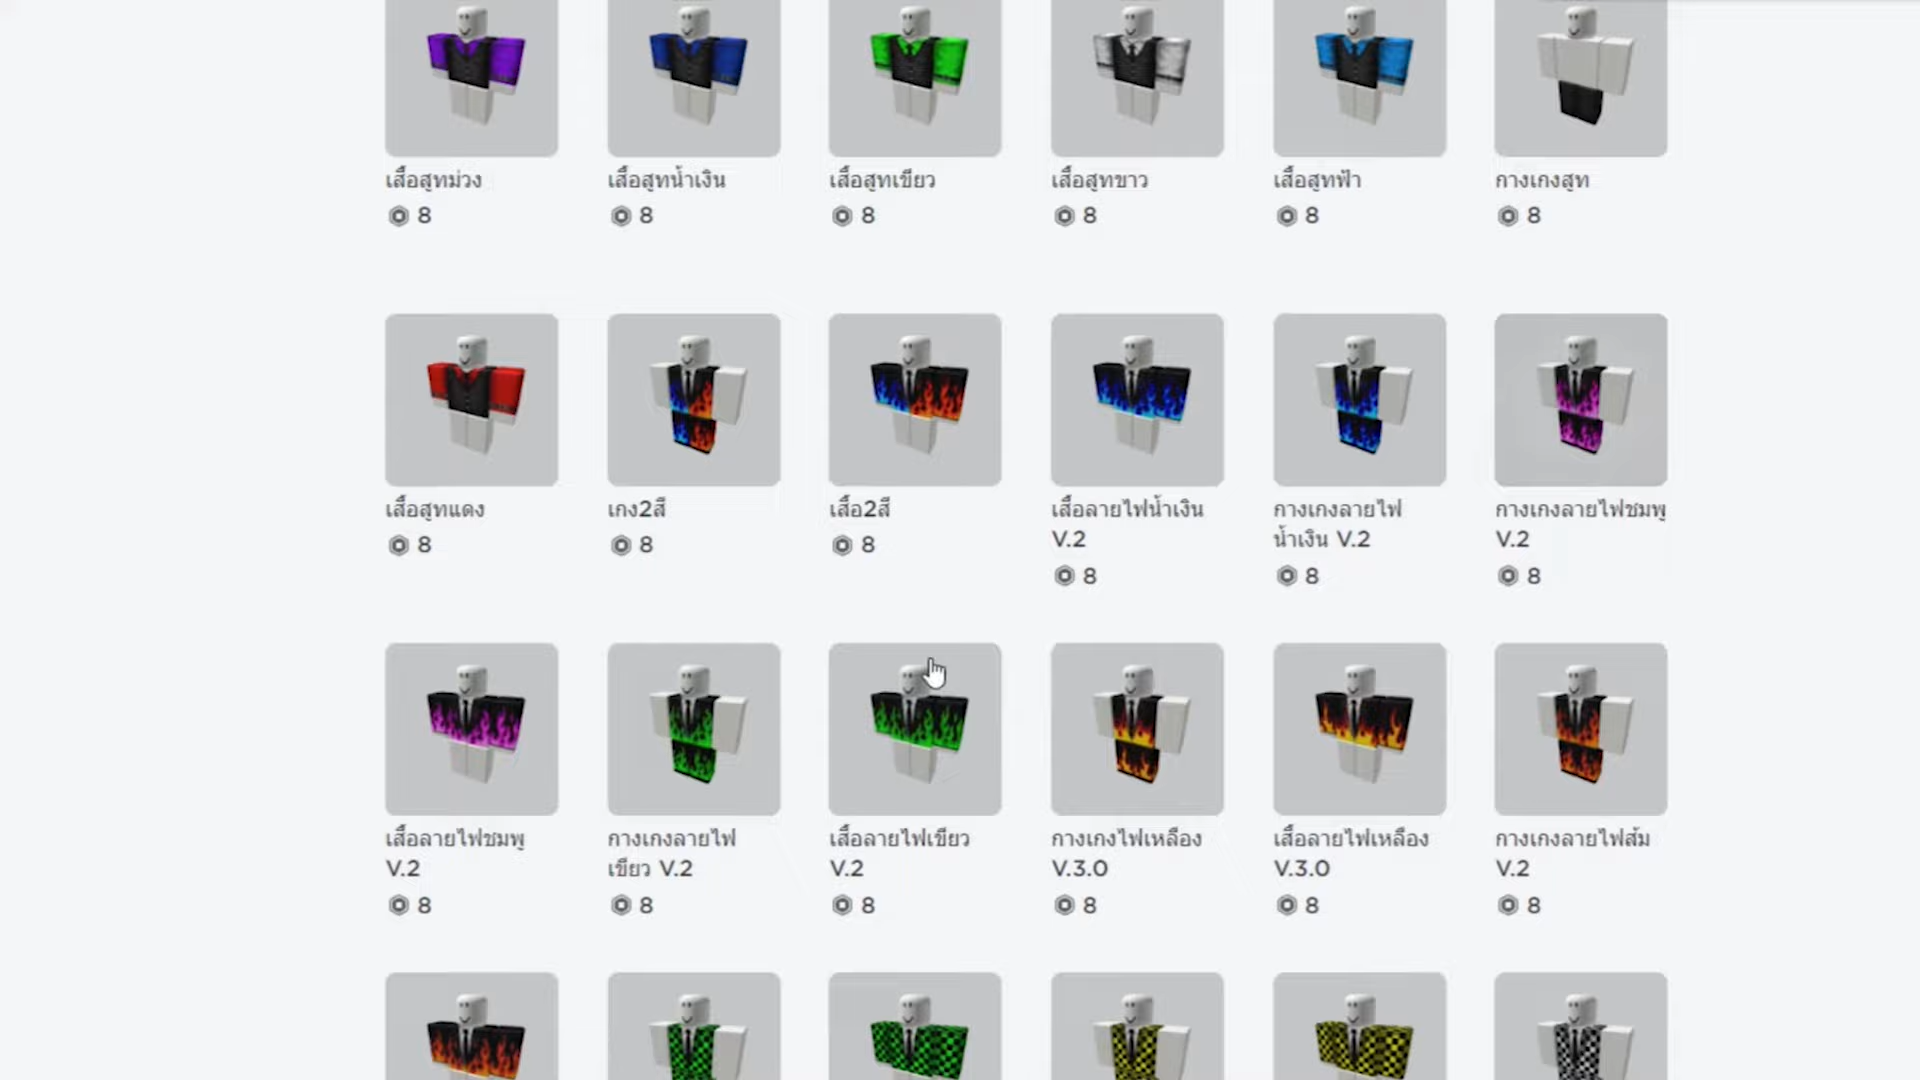 เสื้อสูทม่วง
8
เสื้อสูทน้ำเงิน
8
เสื้อสูทเขียว
8
เสื้อสูทขาว
8
เสื้อสูทฟ้า
8
กางเกงสูท
8
เสื้อสูทแดง
8
เกง2สี
8
เสื้อ2สี
8
เสื้อลายไฟน้ำเงิน
V.2
8
กางเกงลายไฟ
น้ำเงิน V.2
8
กางเกงลายไฟชมพู
V.2
8
เสื้อลายไฟชมพู
V.2
8
กางเกงลายไฟ
เขียว V.2
8
เสื้อลายไฟเขียว
V.2
8
กางเกงไฟเหลือง
V.3.0
8
เสื้อลายไฟเหลือง
V.3.0
8
กางเกงลายไฟส้ม
V.2
8